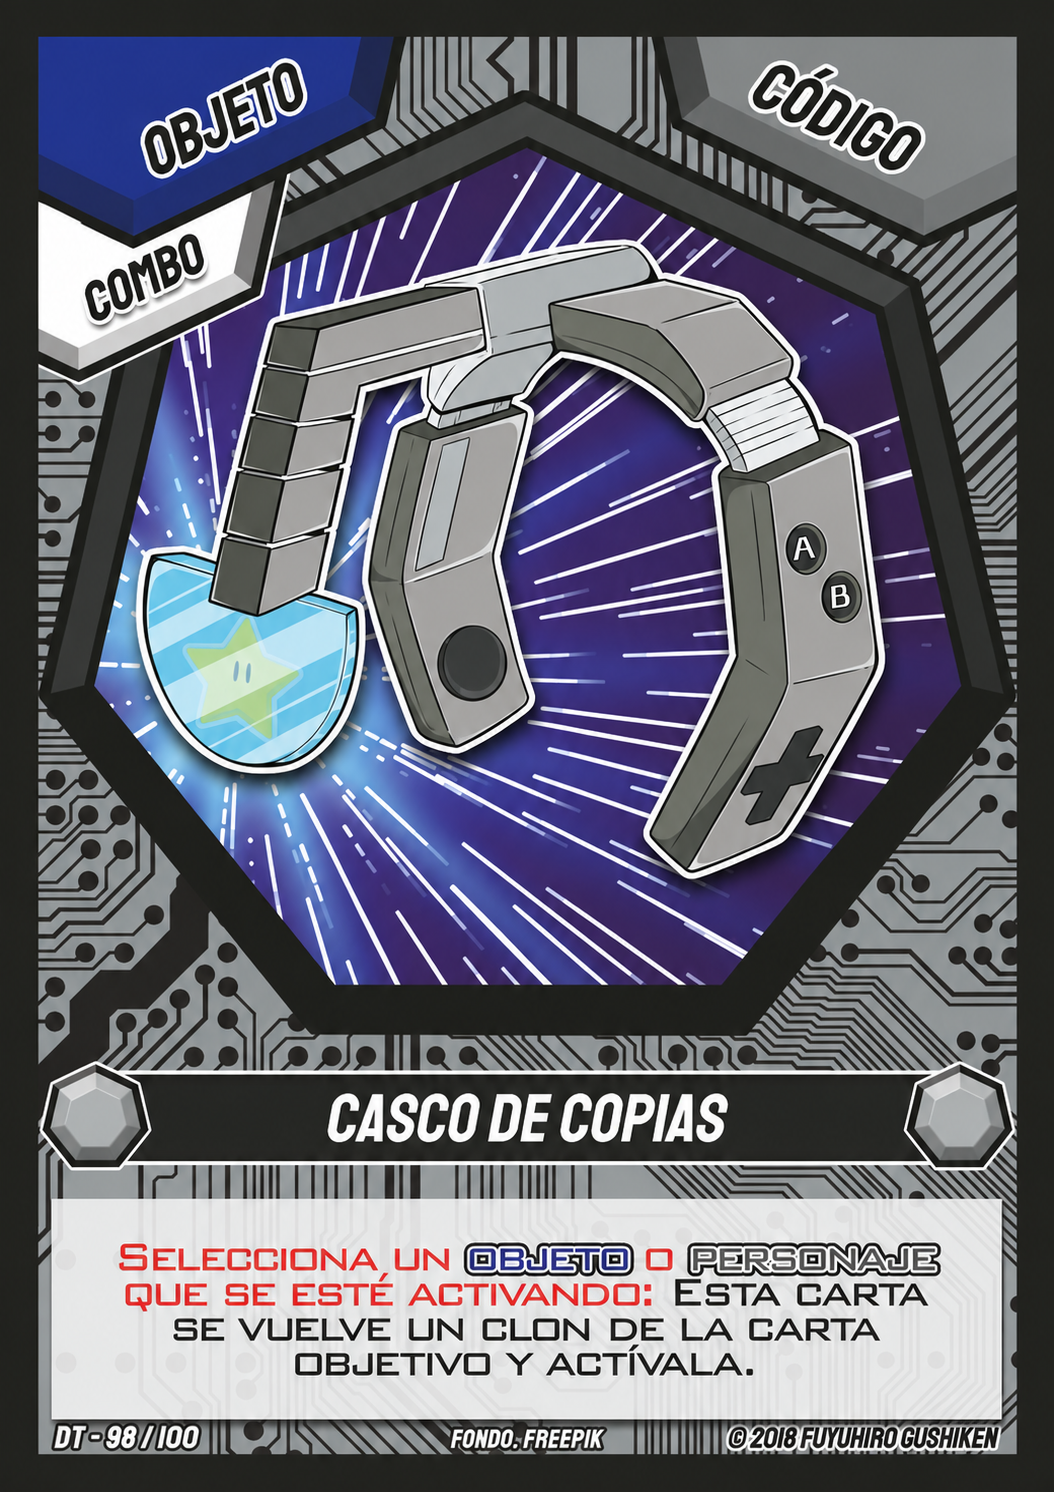 OBJETO
CÓDIGO
COMBO
A
B
CASCO DE COPIAS
SELECCIONA UN OBJETO O PERSONAJE
QUE SE ESTÉ ACTIVANDO: ESTA CARTA
SE VUELVE UN CLON DE LA CARTA
OBJETIVO Y ACTÍVALA.
DT - 98 / 100
FONDO. FREEPIK
© 2018 FUYUHIRO GUSHIKEN